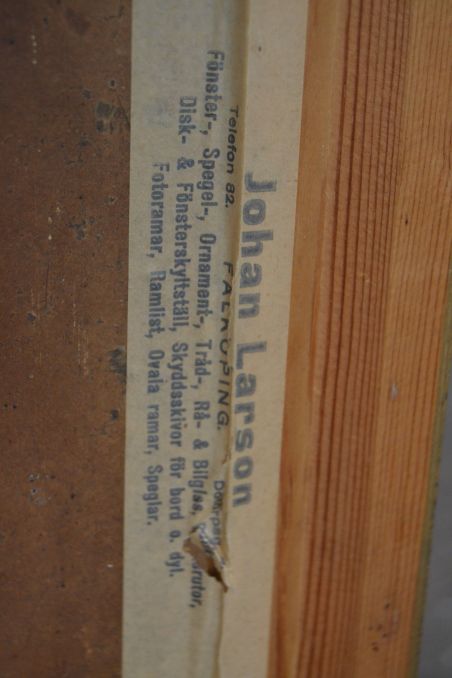 Johan Larson
Telefon 82. FALKÖPING.
Fönster-, Spegel-, Ornament-, Tråd-, Rå- & Bilglas,
Disk- & Fönsterskyltställ, Skyddsskivor för bord o. dyl.
Fotoramar, Ramlist, Ovala ramar, Speglar.